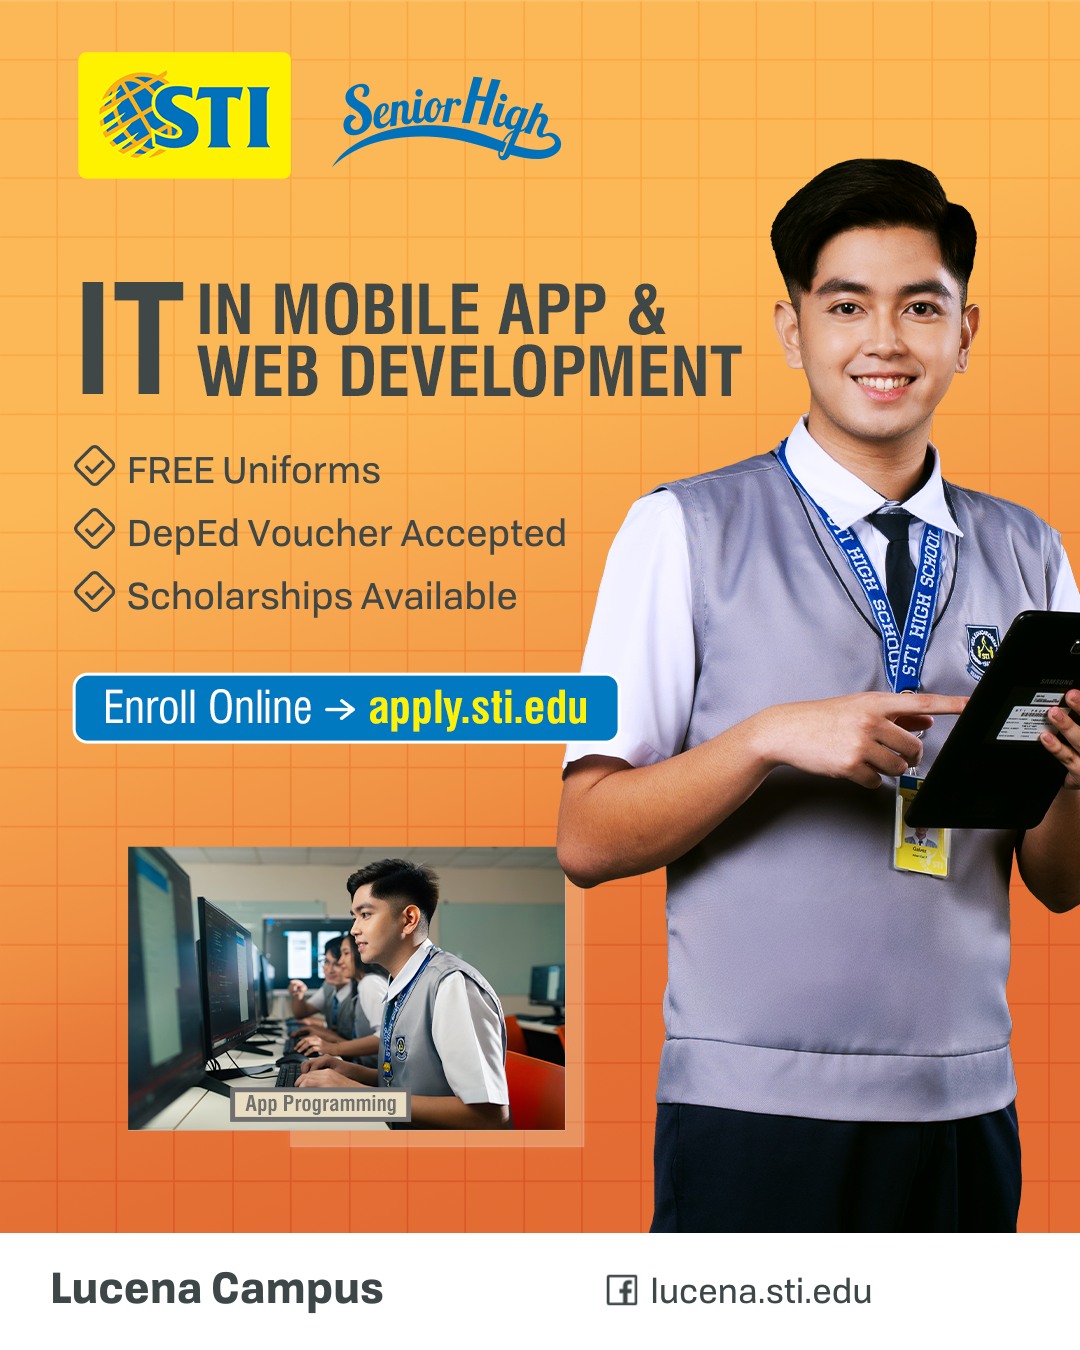 STI
Senior High
IT IN MOBILE APP &
WEB DEVELOPMENT
FREE Uniforms
DepEd Voucher Accepted
Scholarships Available
Enroll Online → apply.sti.edu
STI HIGH SCHOOL
STI HIGH SCHOOL
SAMSUNG
App Programming
Lucena Campus
lucena.sti.edu